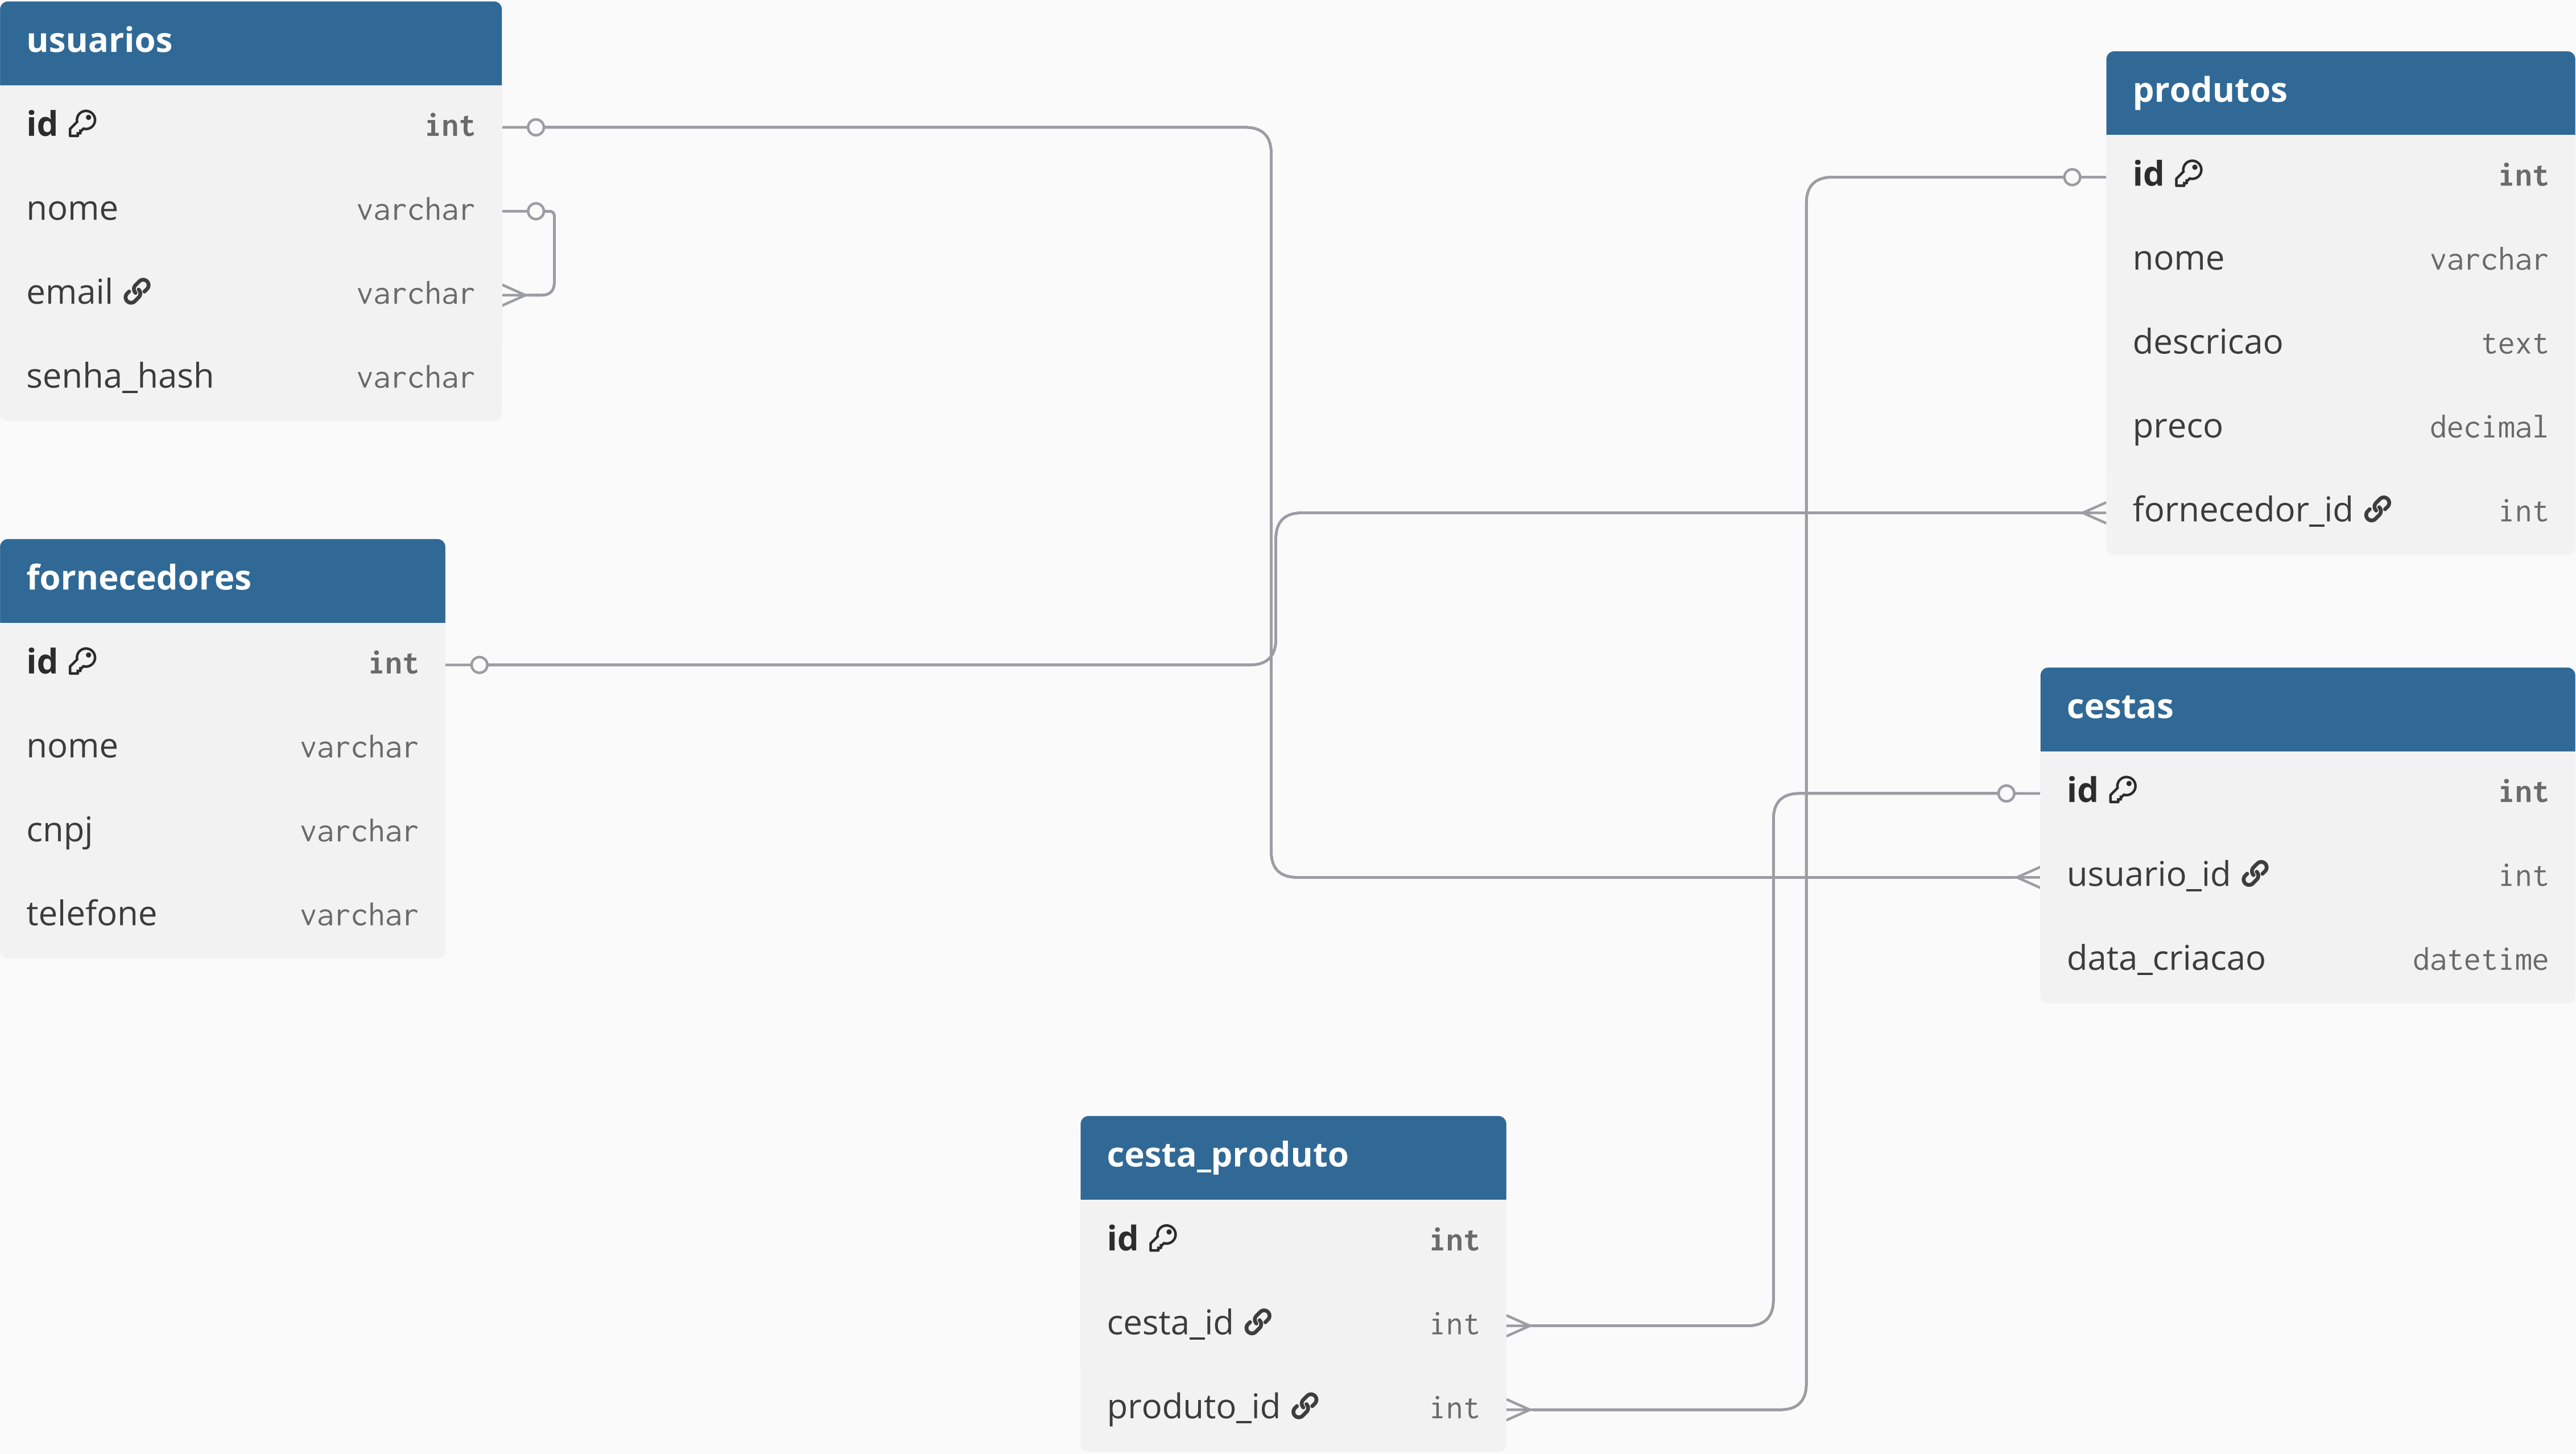 usuarios
id int
nome varchar
email varchar
senha_hash varchar
fornecedores
id int
nome varchar
cnpj varchar
telefone varchar
produtos
id int
nome varchar
descricao text
preco decimal
fornecedor_id int
cestas
id int
usuario_id int
data_criacao datetime
cesta_produto
id int
cesta_id int
produto_id int